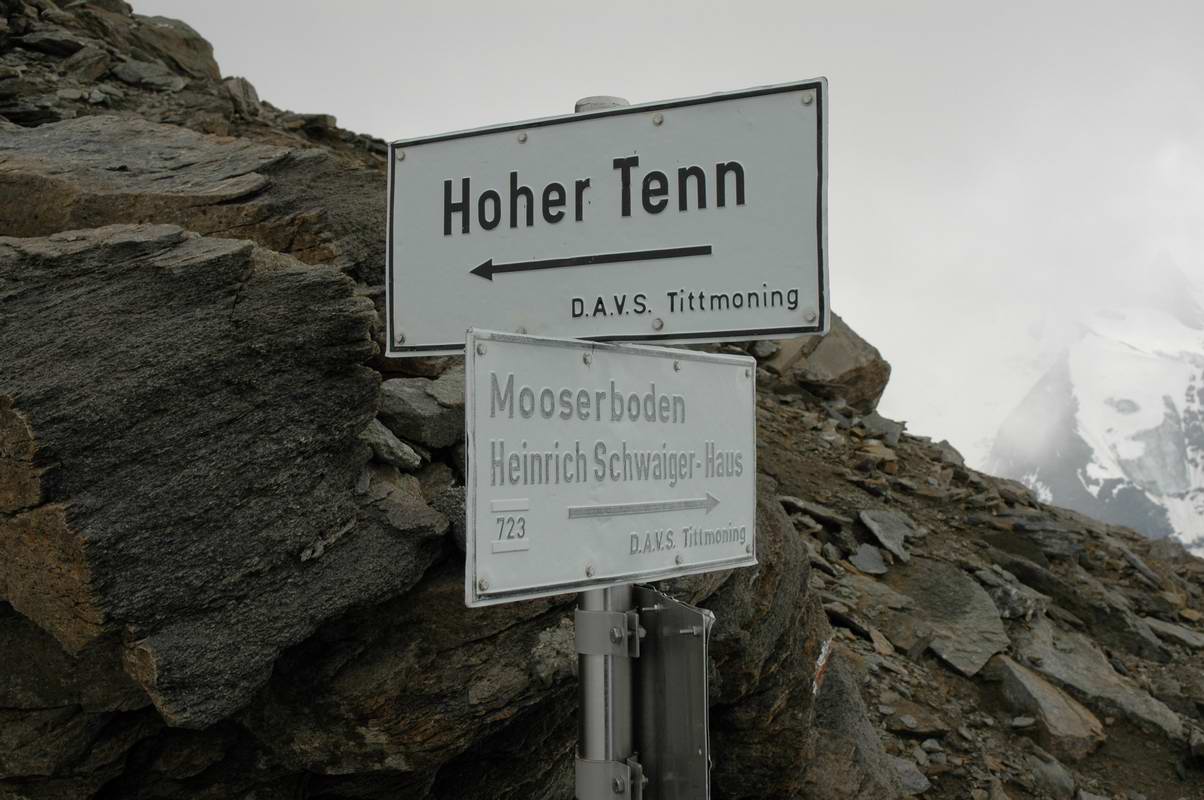 Hoher Tenn
D.A.V.S. Tittmoning
Mooserboden
Heinrich Schwaiger-Haus
723
D.A.V.S. Tittmoning